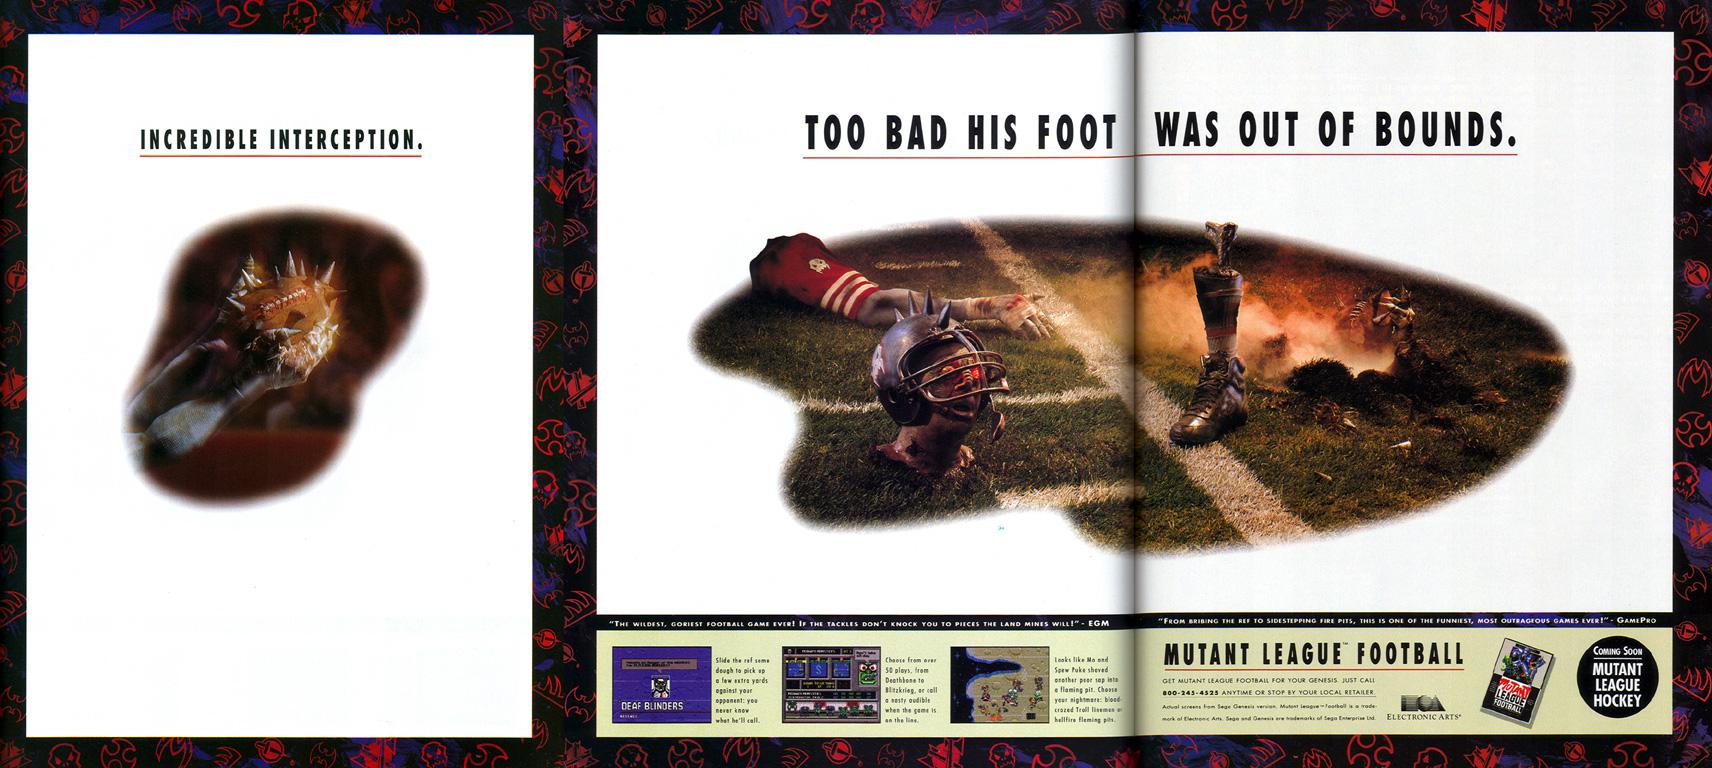 INCREDIBLE INTERCEPTION.
TOO BAD HIS FOOT WAS OUT OF BOUNDS.
"THE WILDEST, GORIEST FOOTBALL GAME EVER! IF THE TACKLES DON'T KNOCK YOU TO PIECES THE LAND MINES WILL!" - EGM
"FROM BRIBING THE REF TO SIDESTEPPING FIRE PITS, THIS IS ONE OF THE FUNNIEST, MOST OUTRAGEOUS GAMES EVER!" - GAMEPRO
DEAF BLINDERS
Slide the ref some
dough to pick up
a few extra yards
against your
opponent: you
never know
what he'll call.
Choose from over
50 plays, from
Deathbone to
Blitzkrieg, or call
a nasty audible
when the game is
on the line.
Looks like Mo and
Spew Puke shoved
another poor sap into
a flaming pit. Choose
your nightmare: blood-
crazed Troll linemen or
hellfire flaming pits.
MUTANT LEAGUE™ FOOTBALL
GET MUTANT LEAGUE FOOTBALL FOR YOUR GENESIS. JUST CALL
800-245-4525 ANYTIME OR STOP BY YOUR LOCAL RETAILER.
Actual screens from Sega Genesis version. Mutant League™ Football is a trade-
mark of Electronic Arts. Sega and Genesis are trademarks of Sega Enterprise Ltd.
ELECTRONIC ARTS®
MUTANT
LEAGUE
FOOTBALL
COMING SOON
MUTANT
LEAGUE
HOCKEY